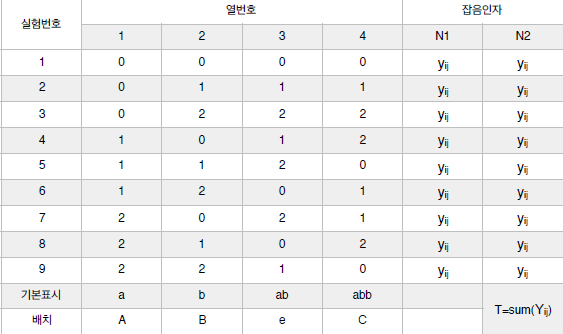 실험번호 열번호 잡음인자
1 2 3 4 N1 N2
1 0 0 0 0 yij yij
2 0 1 1 1 yij yij
3 0 2 2 2 yij yij
4 1 0 1 2 yij yij
5 1 1 2 0 yij yij
6 1 2 0 1 yij yij
7 2 0 2 1 yij yij
8 2 1 0 2 yij yij
9 2 2 1 0 yij yij
기본표시 a b ab abb T=sum(Yij)
배치 A B e C